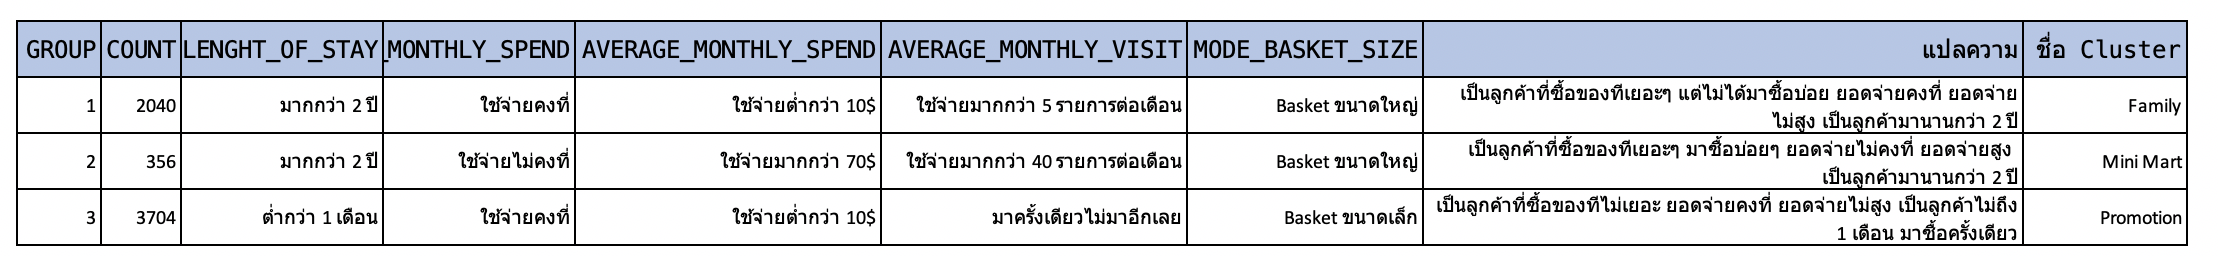 GROUP COUNT LENGHT_OF_STAY _MONTHLY_SPEND AVERAGE_MONTHLY_SPEND AVERAGE_MONTHLY_VISIT MODE_BASKET_SIZE แปลความ ชื่อ Cluster
1 2040 มากกว่า 2 ปี ใช้จ่ายคงที่ ใช้จ่ายต่ำกว่า 10$ ใช้จ่ายมากกว่า 5 รายการต่อเดือน Basket ขนาดใหญ่ เป็นลูกค้าที่ซื้อของทีเยอะๆ แต่ไม่ได้มาซื้อบ่อย ยอดจ่ายคงที่ ยอดจ่าย
ไม่สูง เป็นลูกค้ามานานกว่า 2 ปี Family
2 356 มากกว่า 2 ปี ใช้จ่ายไม่คงที่ ใช้จ่ายมากกว่า 70$ ใช้จ่ายมากกว่า 40 รายการต่อเดือน Basket ขนาดใหญ่ เป็นลูกค้าที่ซื้อของทีเยอะๆ มาซื้อบ่อยๆ ยอดจ่ายไม่คงที่ ยอดจ่ายสูง
เป็นลูกค้ามานานกว่า 2 ปี Mini Mart
3 3704 ต่ำกว่า 1 เดือน ใช้จ่ายคงที่ ใช้จ่ายต่ำกว่า 10$ มาครั้งเดียวไม่มาอีกเลย Basket ขนาดเล็ก เป็นลูกค้าที่ซื้อของทีไม่เยอะ ยอดจ่ายคงที่ ยอดจ่ายไม่สูง เป็นลูกค้าไม่ถึง
1 เดือน มาซื้อครั้งเดียว Promotion